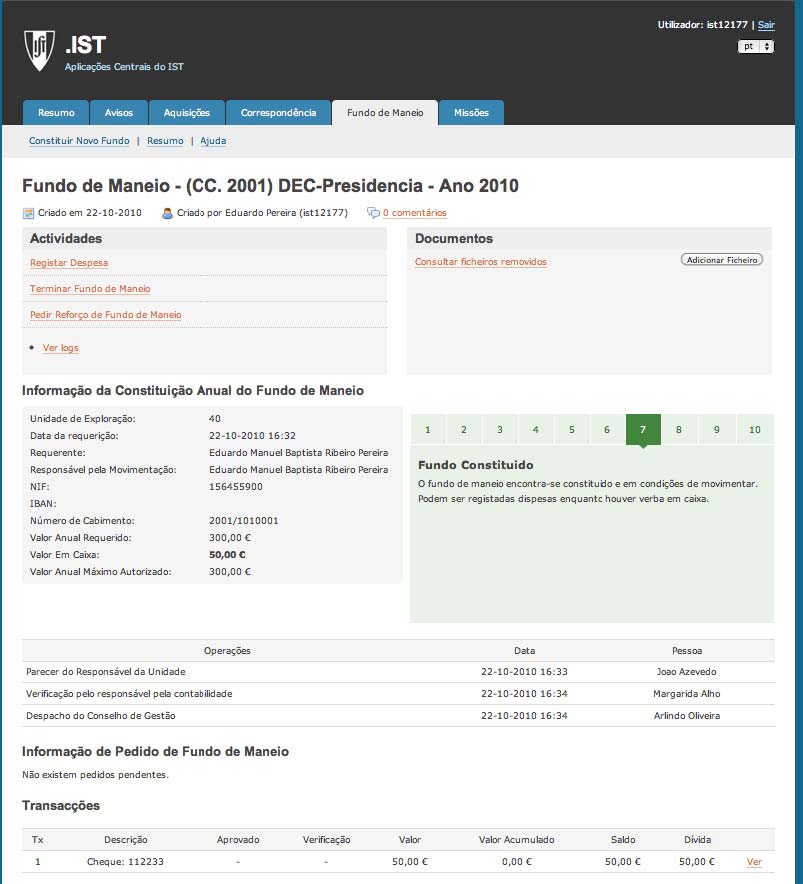 Utilizador: ist12177 | Sair
.IST
pt
Aplicações Centrais do IST
Resumo Avisos Aquisições Correspondência Fundo de Maneio Missões
Constituir Novo Fundo | Resumo | Ajuda
Fundo de Maneio - (CC. 2001) DEC-Presidencia - Ano 2010
Criado em 22-10-2010 Criado por Eduardo Pereira (ist12177) 0 comentários
Actividades
Registar Despesa
Terminar Fundo de Maneio
Pedir Reforço de Fundo de Maneio
• Ver logs
Documentos
Consultar ficheiros removidos Adicionar Ficheiro
Informação da Constituição Anual do Fundo de Maneio
Unidade de Exploração: 40
Data da requerição: 22-10-2010 16:32
Requerente: Eduardo Manuel Baptista Ribeiro Pereira
Responsável pela Movimentação: Eduardo Manuel Baptista Ribeiro Pereira
NIF: 156455900
IBAN:
Número de Cabimento: 2001/1010001
Valor Anual Requerido: 300,00 €
Valor Em Caixa: 50,00 €
Valor Anual Máximo Autorizado: 300,00 €
1 2 3 4 5 6 7 8 9 10
Fundo Constituido
O fundo de maneio encontra-se constituido e em condições de movimentar.
Podem ser registadas dispesas enquanto houver verba em caixa.
Operações Data Pessoa
Parecer do Responsável da Unidade 22-10-2010 16:33 Joao Azevedo
Verificação pelo responsável pela contabilidade 22-10-2010 16:34 Margarida Alho
Despacho do Conselho de Gestão 22-10-2010 16:34 Arlindo Oliveira
Informação de Pedido de Fundo de Maneio
Não existem pedidos pendentes.
Transacções
Tx Descrição Aprovado Verificação Valor Valor Acumulado Saldo Dívida
1 Cheque: 112233 - - 50,00 € 0,00 € 50,00 € 50,00 € Ver